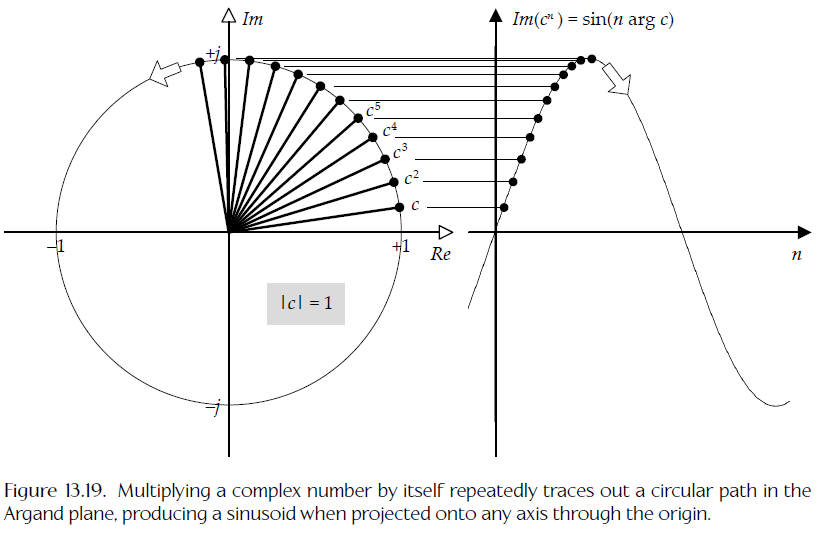 Im
Im(cⁿ) = sin(n arg c)
+j
c⁵
c⁴
c³
c²
c
−1
+1
Re
n
|c| = 1
−j
Figure 13.19. Multiplying a complex number by itself repeatedly traces out a circular path in the
Argand plane, producing a sinusoid when projected onto any axis through the origin.